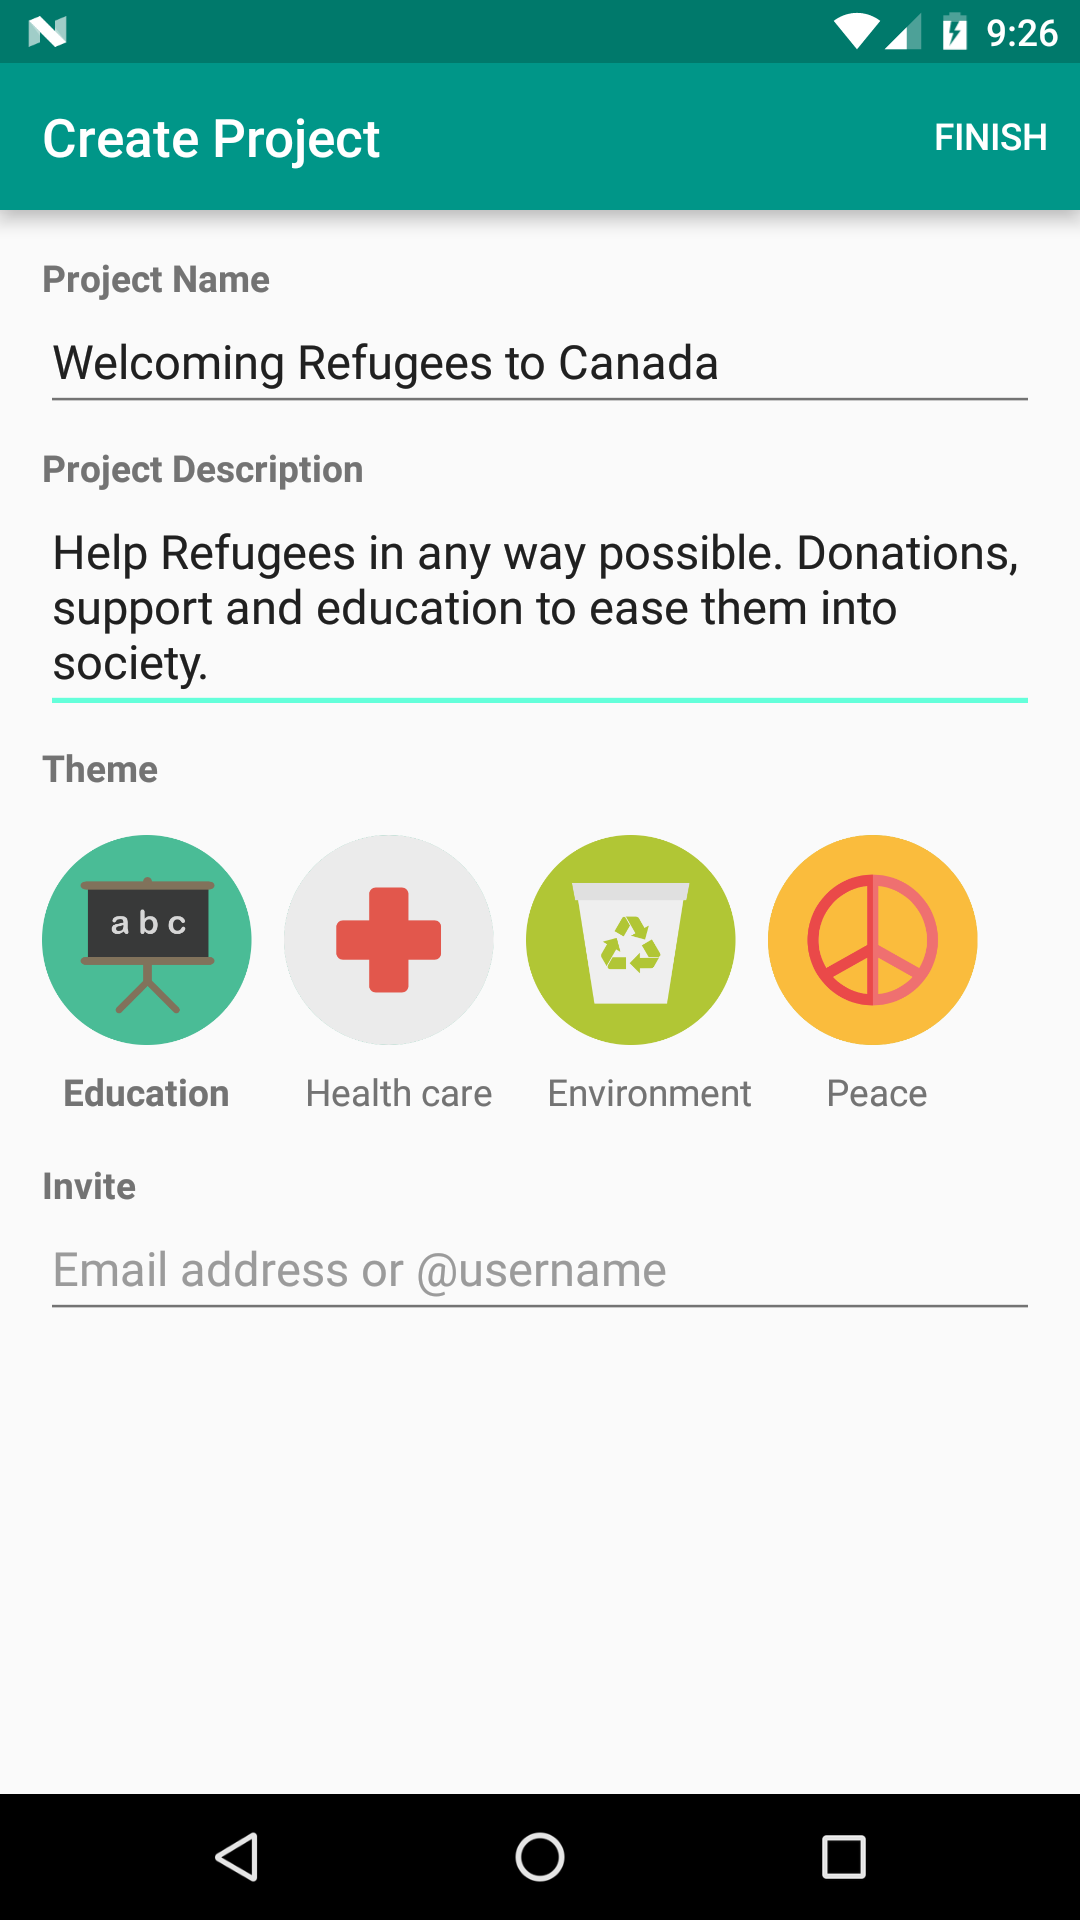 9:26
Create Project
FINISH
Project Name
Welcoming Refugees to Canada
Project Description
Help Refugees in any way possible. Donations,
support and education to ease them into
society.
Theme
a b c
Education
Health care
Environment
Peace
Invite
Email address or @username